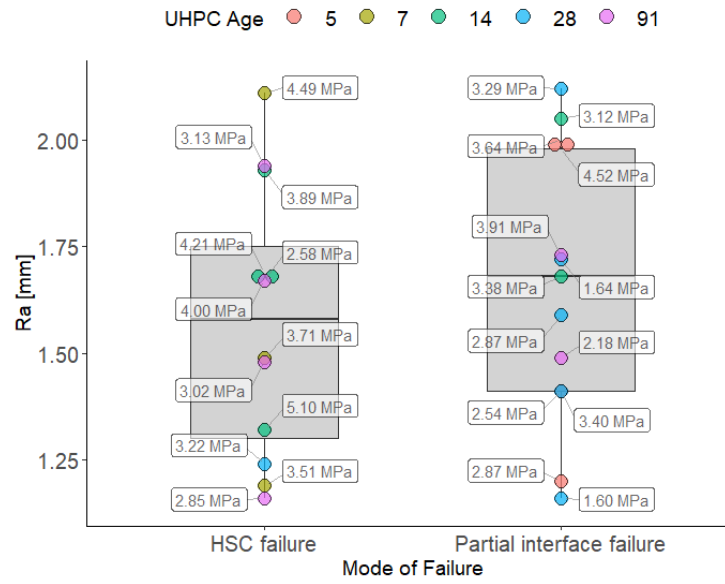 UHPC Age 5 7 14 28 91
4.49 MPa 3.29 MPa
3.12 MPa
2.00 3.13 MPa 3.64 MPa
4.52 MPa
3.89 MPa
3.91 MPa
1.75 4.21 MPa 2.58 MPa
Ra [mm]
4.00 MPa 3.38 MPa 1.64 MPa
3.71 MPa 2.87 MPa 2.18 MPa
1.50
3.02 MPa
5.10 MPa 2.54 MPa 3.40 MPa
3.22 MPa
1.25 3.51 MPa 2.87 MPa
2.85 MPa 1.60 MPa
HSC failure Partial interface failure
Mode of Failure